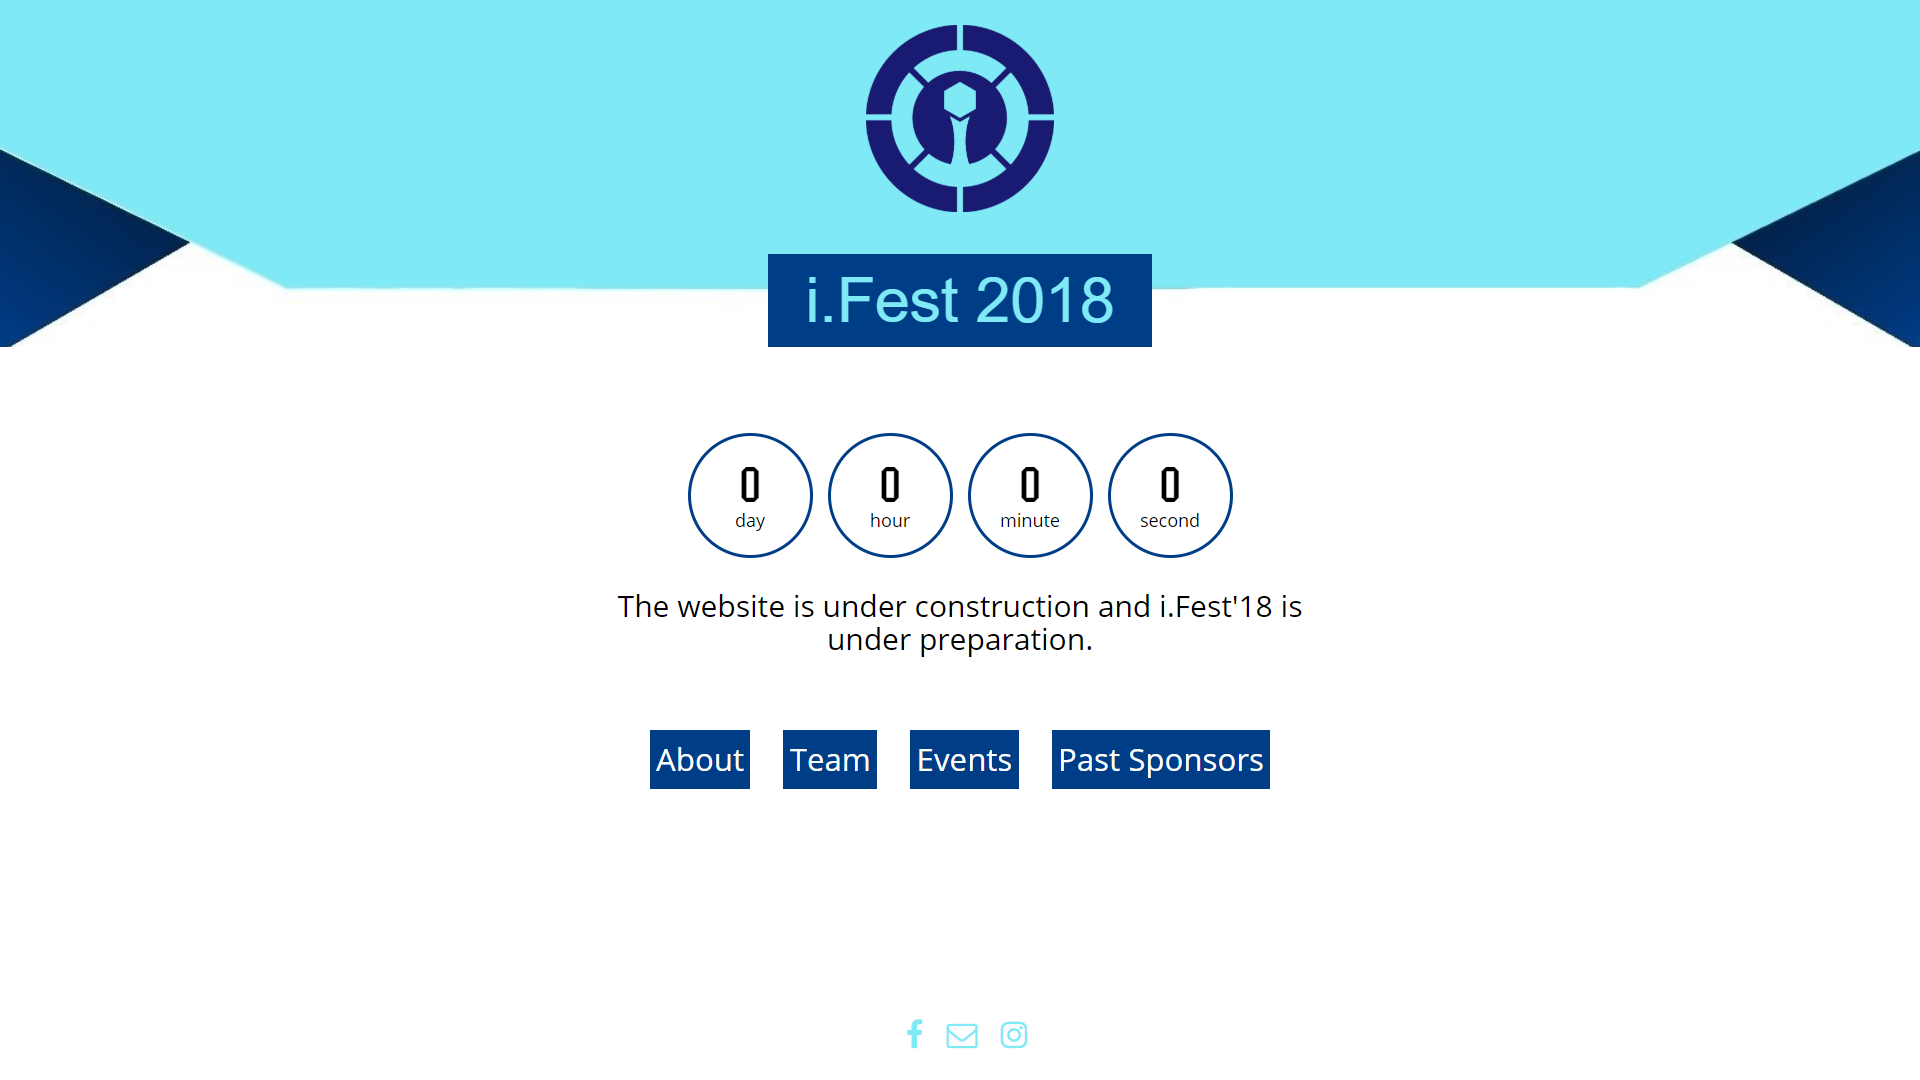 i.Fest 2018
0 0 0 0
day hour minute second
The website is under construction and i.Fest'18 is
under preparation.
About Team Events Past Sponsors